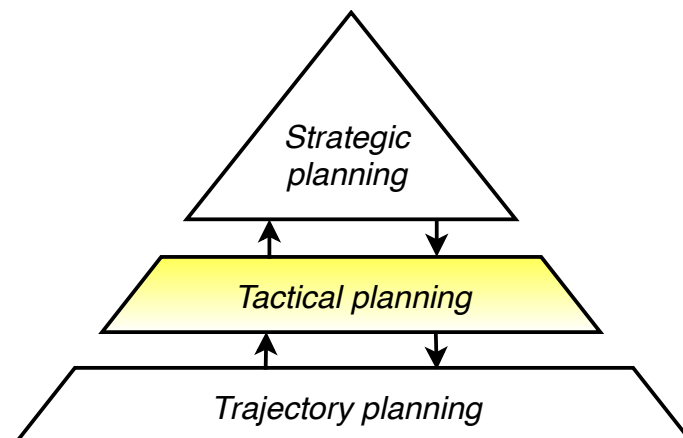 Strategic
planning
Tactical planning
Trajectory planning